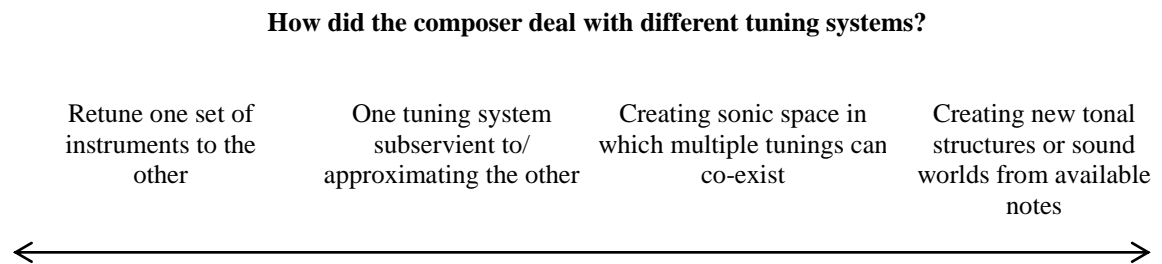 How did the composer deal with different tuning systems?
Retune one set of
instruments to the
other
One tuning system
subservient to/
approximating the other
Creating sonic space in
which multiple tunings can
co-exist
Creating new tonal
structures or sound
worlds from available
notes